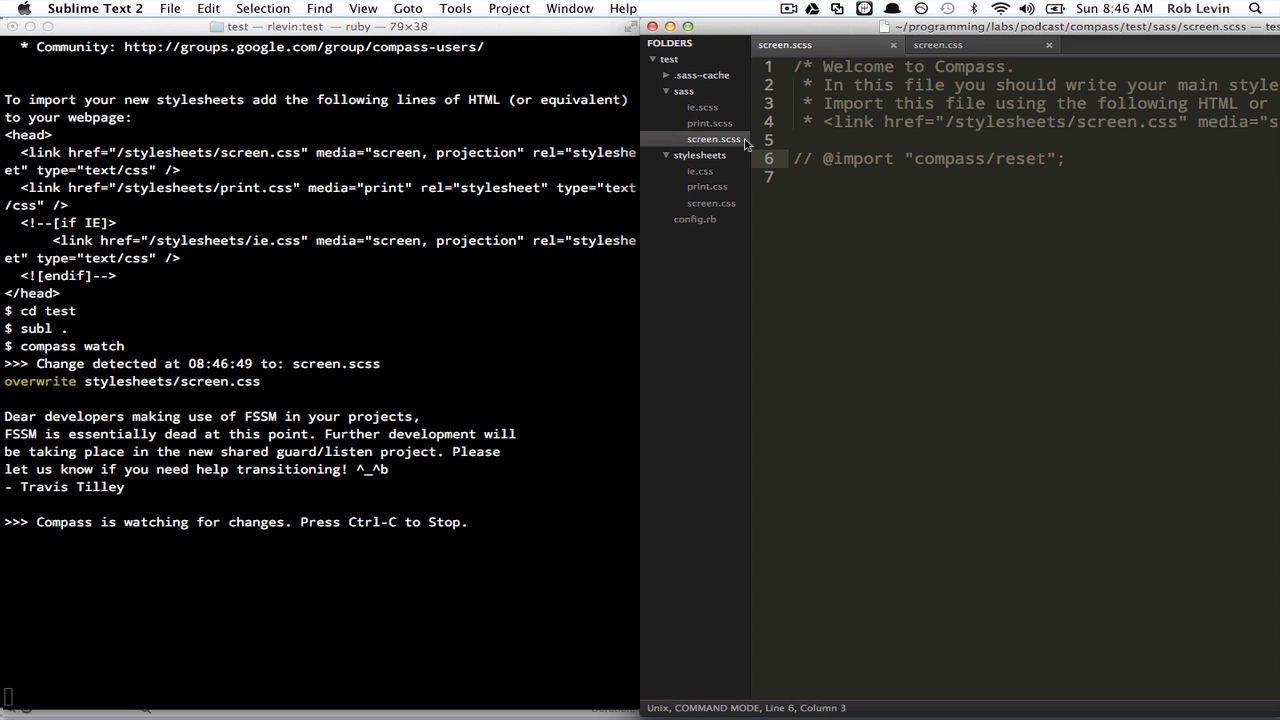 Sublime Text 2 File Edit Selection Find View Goto Tools Project Window Help Sun 8:46 AM Rob Levin
test — rlevin:test — ruby — 79×38
* Community: http://groups.google.com/group/compass-users/
To import your new stylesheets add the following lines of HTML (or equivalent)
to your webpage:
<head>
<link href="/stylesheets/screen.css" media="screen, projection" rel="styleshe
et" type="text/css" />
<link href="/stylesheets/print.css" media="print" rel="stylesheet" type="text
/css" />
<!--[if IE]>
<link href="/stylesheets/ie.css" media="screen, projection" rel="styleshe
et" type="text/css" />
<![endif]-->
</head>
$ cd test
$ subl .
$ compass watch
>>> Change detected at 08:46:49 to: screen.scss
overwrite stylesheets/screen.css
Dear developers making use of FSSM in your projects,
FSSM is essentially dead at this point. Further development will
be taking place in the new shared guard/listen project. Please
let us know if you need help transitioning! ^_^b
- Travis Tilley
>>> Compass is watching for changes. Press Ctrl-C to Stop.
~/programming/labs/podcast/compass/test/sass/screen.scss — tes
FOLDERS
test
.sass-cache
sass
ie.scss
print.scss
screen.scss
stylesheets
ie.css
print.css
screen.css
config.rb
screen.scss
screen.css
1 /* Welcome to Compass.
2 * In this file you should write your main style
3 * Import this file using the following HTML or
4 * <link href="/stylesheets/screen.css" media="s
5
6 // @import "compass/reset";
7
Unix, COMMAND MODE, Line 6, Column 3